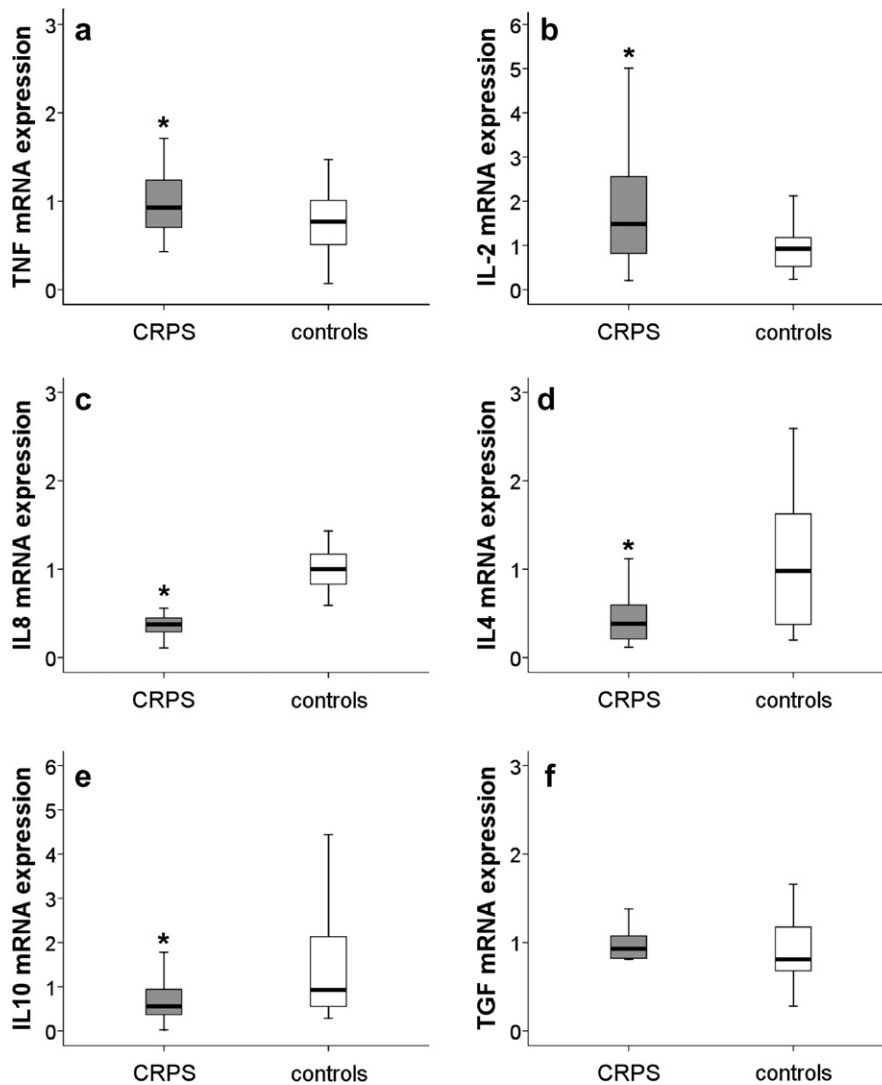 a
TNF mRNA expression
3
2
1
0
*
CRPS
controls
b
IL-2 mRNA expression
6
5
4
3
2
1
0
*
CRPS
controls
c
IL8 mRNA expression
3
2
1
0
*
CRPS
controls
d
IL4 mRNA expression
3
2
1
0
*
CRPS
controls
e
IL10 mRNA expression
6
5
4
3
2
1
0
*
CRPS
controls
f
TGF mRNA expression
3
2
1
0
CRPS
controls